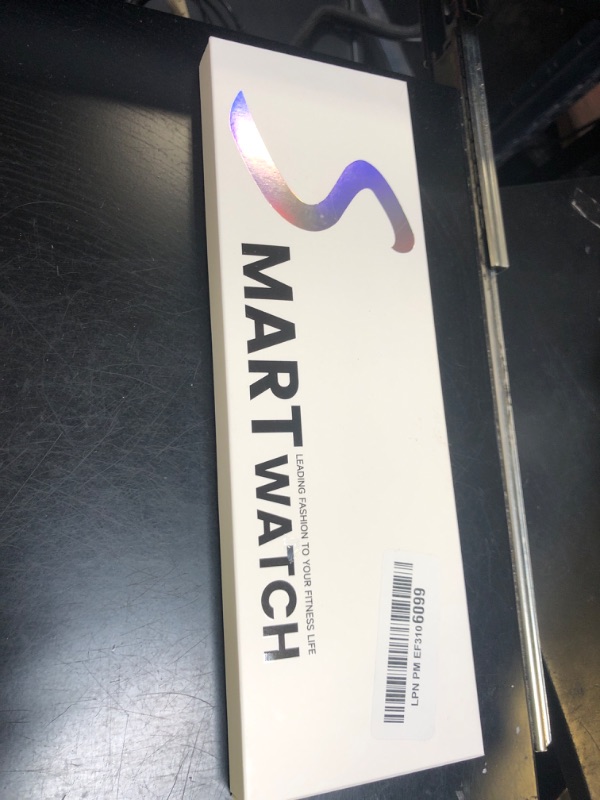 SMART WATCH
LEADING FASHION TO YOUR FITNESS LIFE
LPN PM EF3106099